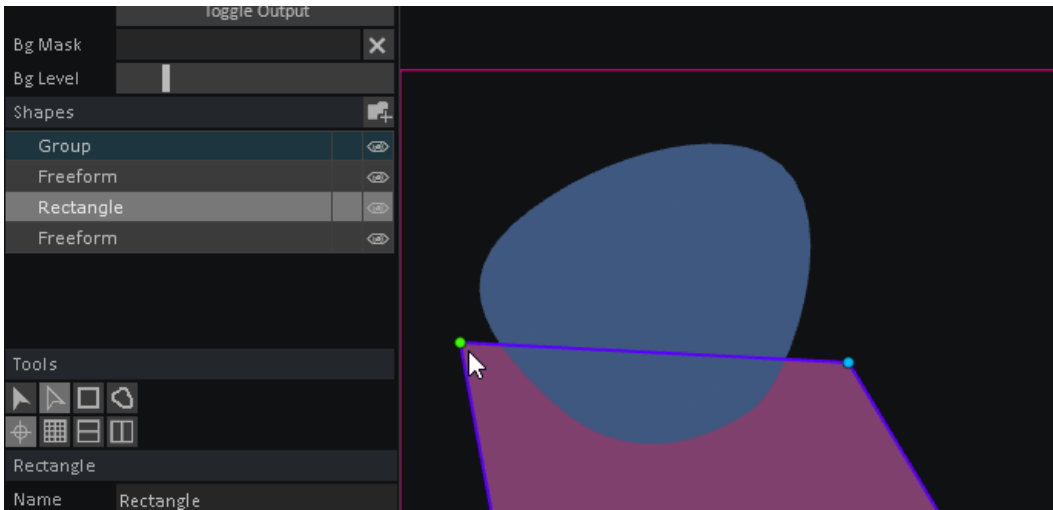 Toggle Output
Bg Mask
Bg Level
Shapes
Group
Freeform
Rectangle
Freeform
Tools
Rectangle
Name Rectangle